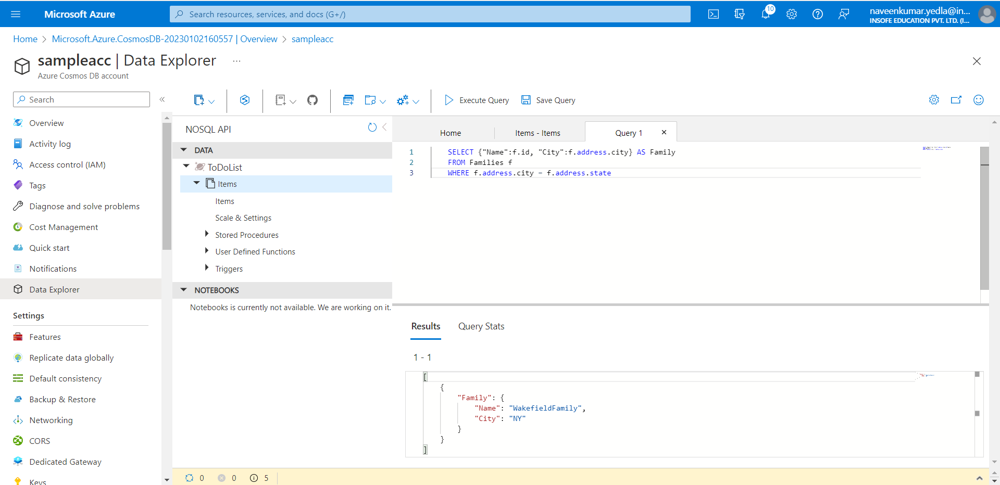 Microsoft Azure
Search resources, services, and docs (G+/)
10
naveenkumar.yedla@in...
INSOFE EDUCATION PVT. LTD. (I...
Home > Microsoft.Azure.CosmosDB-20230102160557 | Overview > sampleacc
sampleacc | Data Explorer ...
Azure Cosmos DB account
Search
«
Execute Query
Save Query
Overview
Activity log
Access control (IAM)
Tags
Diagnose and solve problems
Cost Management
Quick start
Notifications
Data Explorer
Settings
Features
Replicate data globally
Default consistency
Backup & Restore
Networking
CORS
Dedicated Gateway
Keys
NOSQL API
DATA
ToDoList
Items
Items
Scale & Settings
Stored Procedures
User Defined Functions
Triggers
NOTEBOOKS
Notebooks is currently not available. We are working on it.
Home
Items - Items
Query 1
1 SELECT {"Name":f.id, "City":f.address.city} AS Family
2 FROM Families f
3 WHERE f.address.city = f.address.state
Results
Query Stats
1 - 1
[
{
"Family": {
"Name": "WakefieldFamily",
"City": "NY"
}
}
]
0 0 5